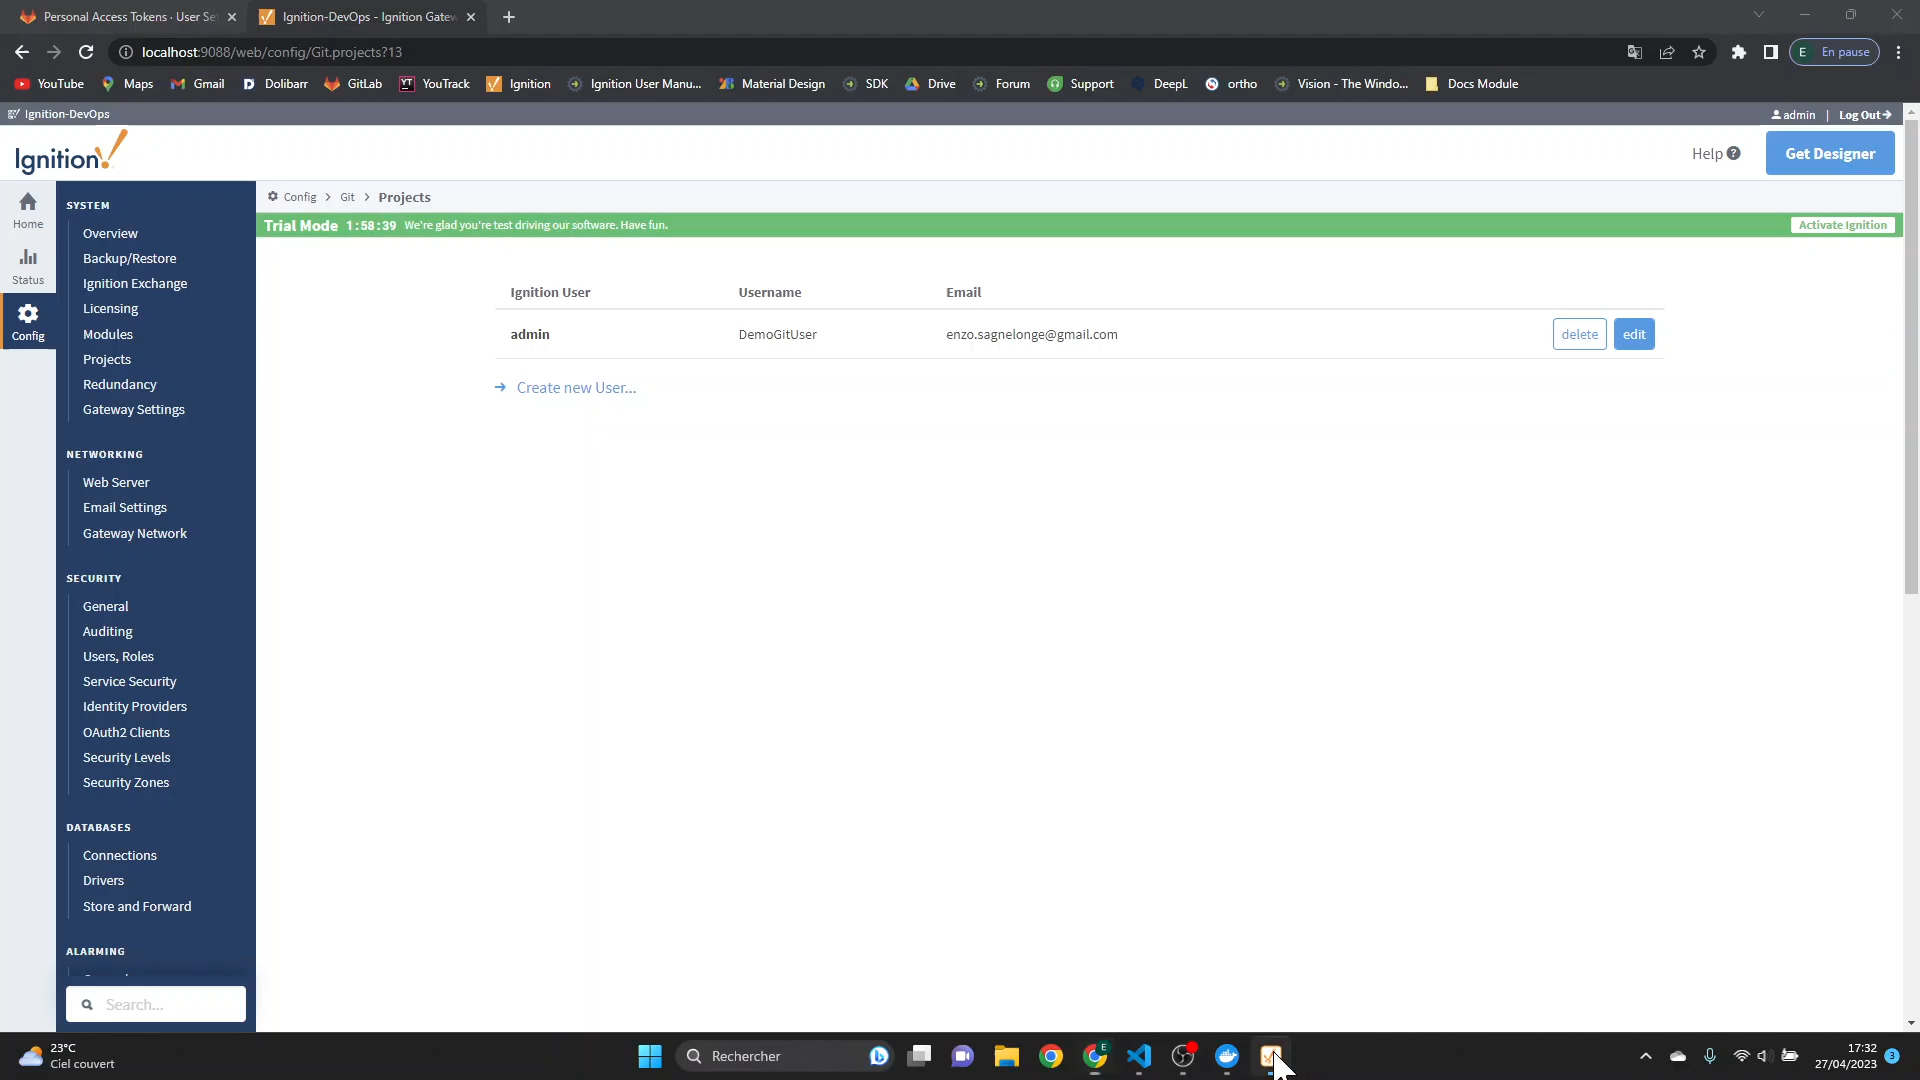 Personal Access Tokens · User Se
Ignition-DevOps - Ignition Gatew
localhost:9088/web/config/Git.projects?13
E En pause
YouTube
Maps
Gmail
Dolibarr
GitLab
YT YouTrack
Ignition
Ignition User Manu...
Material Design
SDK
Drive
Forum
Support
DeepL
ortho
Vision - The Windo...
Docs Module
Ignition-DevOps
admin | Log Out
Ignition!
Help ?
Get Designer
Home
Status
Config
SYSTEM
Overview
Backup/Restore
Ignition Exchange
Licensing
Modules
Projects
Redundancy
Gateway Settings
NETWORKING
Web Server
Email Settings
Gateway Network
SECURITY
General
Auditing
Users, Roles
Service Security
Identity Providers
OAuth2 Clients
Security Levels
Security Zones
DATABASES
Connections
Drivers
Store and Forward
ALARMING
Search...
Config > Git > Projects
Trial Mode 1:58:39 We're glad you're test driving our software. Have fun.
Activate Ignition
Ignition User Username Email
admin DemoGitUser enzo.sagnelonge@gmail.com delete edit
Create new User...
23°C
Ciel couvert
Rechercher
E
17:32
27/04/2023
3